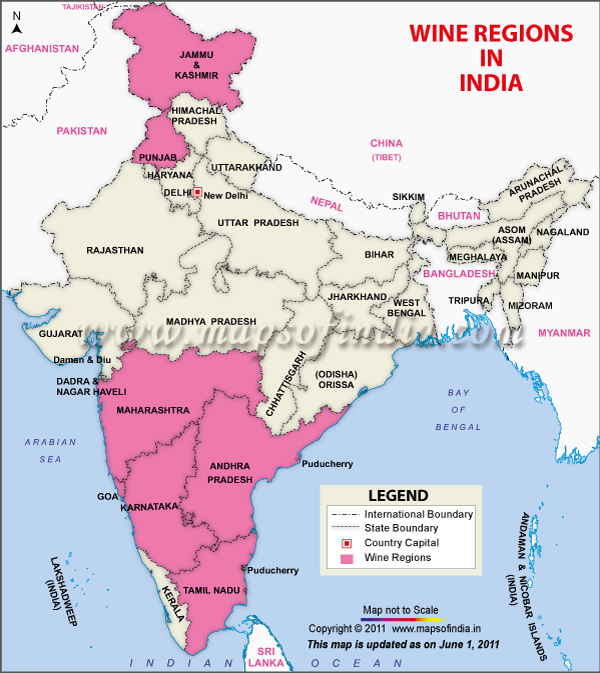 N
TAJIKISTAN
AFGHANISTAN
JAMMU
&
KASHMIR
WINE REGIONS
IN
INDIA
HIMACHAL
PRADESH
PAKISTAN
PUNJAB
CHINA
(TIBET)
HARYANA
UTTARAKHAND
DELHI
New Delhi
NEPAL
SIKKIM
ARUNACHAL
PRADESH
BHUTAN
UTTAR PRADESH
RAJASTHAN
BIHAR
ASOM
(ASSAM)
NAGALAND
MEGHALAYA
BANGLADESH
MANIPUR
JHARKHAND
WEST
BENGAL
TRIPURA
MIZORAM
GUJARAT
MADHYA PRADESH
MYANMAR
www.mapsofindia.com
Daman & Diu
DADRA &
NAGAR HAVELI
CHHATTISGARH
(ODISHA)
ORISSA
MAHARASHTRA
BAY
OF
BENGAL
ARABIAN
SEA
ANDHRA
PRADESH
Puducherry
GOA
KARNATAKA
LEGEND
International Boundary
State Boundary
Country Capital
Wine Regions
LAKSHADWEEP
(INDIA)
KERALA
TAMIL NADU
Puducherry
ANDAMAN & NICOBAR ISLANDS
(INDIA)
Map not to Scale
Copyright © 2011 www.mapsofindia.com
This map is updated as on June 1, 2011
SRI
LANKA
INDIAN OCEAN